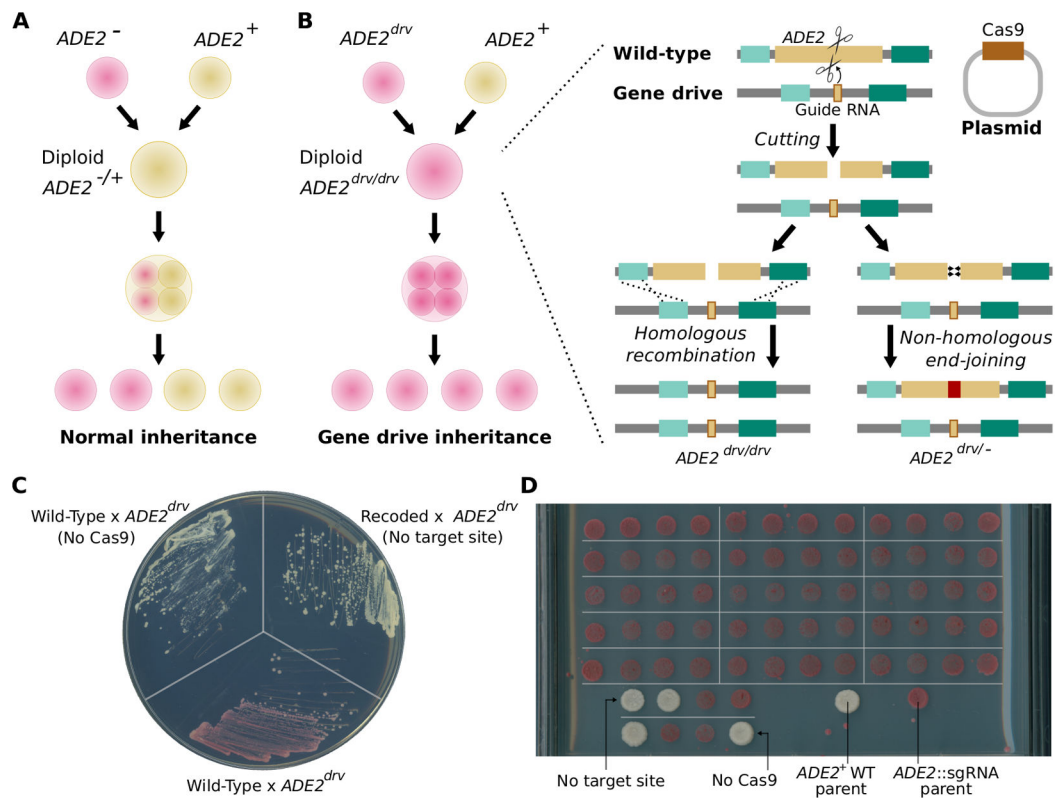 A
ADE2 -
ADE2 +
Diploid
ADE2 -/+
Normal inheritance
B
ADE2 drv
ADE2 +
Diploid
ADE2 drv/drv
Gene drive inheritance
Wild-type
ADE2
Gene drive
Guide RNA
Cas9
Plasmid
Cutting
Homologous
recombination
Non-homologous
end-joining
ADE2 drv/drv
ADE2 drv/-
C
Wild-Type x ADE2 drv
(No Cas9)
Recoded x ADE2 drv
(No target site)
Wild-Type x ADE2 drv
D
No target site
No Cas9
ADE2+ WT
parent
ADE2::sgRNA
parent